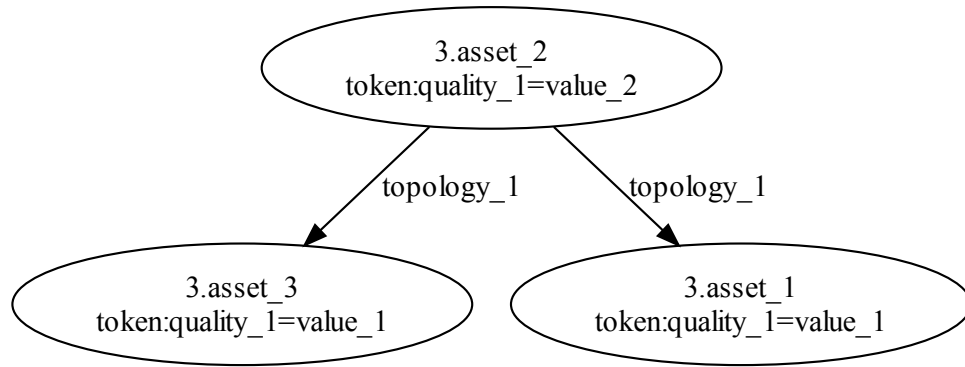 3.asset_2
token:quality_1=value_2
topology_1
topology_1
3.asset_3
token:quality_1=value_1
3.asset_1
token:quality_1=value_1